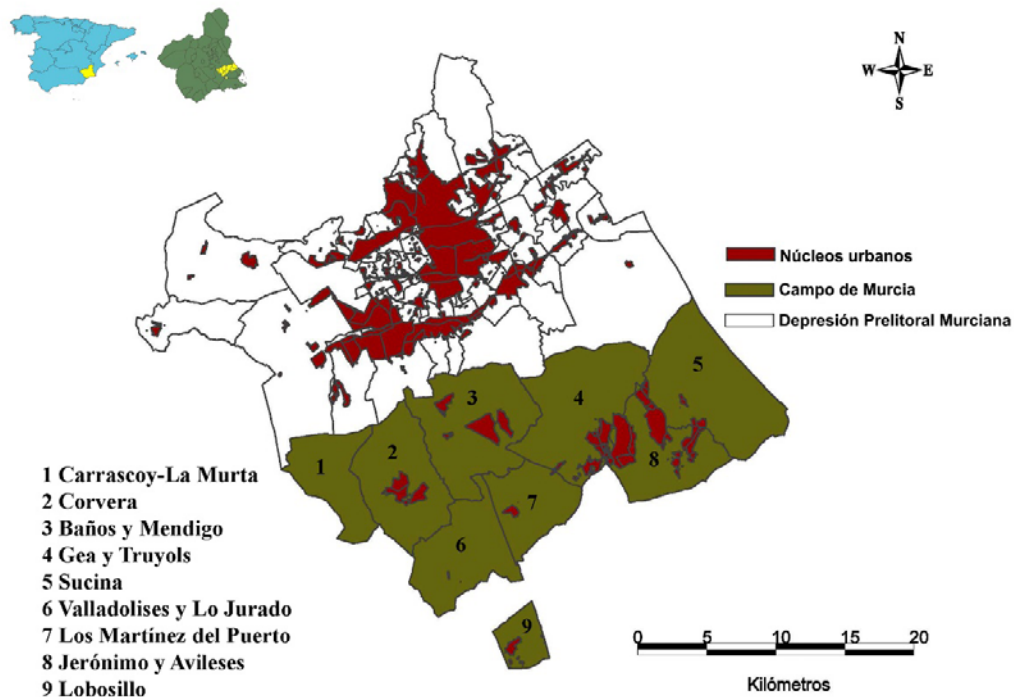 N
W E
S
Núcleos urbanos
Campo de Murcia
Depresión Prelitoral Murciana
3
4
5
1
2
8
7
6
9
1 Carrascoy-La Murta
2 Corvera
3 Baños y Mendigo
4 Gea y Truyols
5 Sucina
6 Valladolises y Lo Jurado
7 Los Martínez del Puerto
8 Jerónimo y Avileses
9 Lobosillo
0 5 10 15 20
Kilómetros